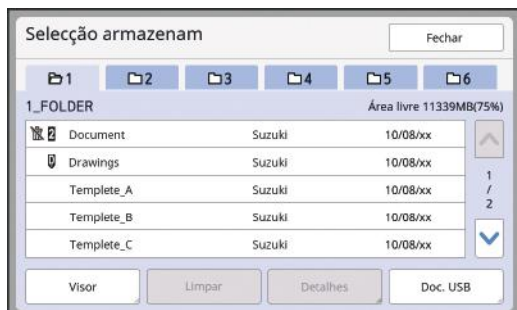 Selecção armazenam
Fechar
1 2 3 4 5 6
1_FOLDER Área livre 11339MB(75%)
2 Document Suzuki 10/08/xx
Drawings Suzuki 10/08/xx
Templete_A Suzuki 10/08/xx
Templete_B Suzuki 10/08/xx
Templete_C Suzuki 10/08/xx
1
/
2
Visor Limpar Detalhes Doc. USB